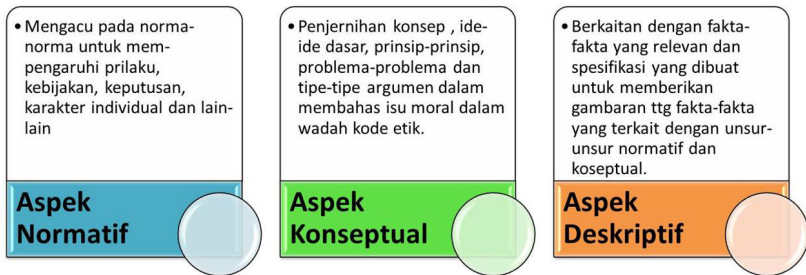 • Mengacu pada norma-
norma untuk mem-
pengaruhi prilaku,
kebijakan, keputusan,
karakter individual dan lain-
lain
Aspek
Normatif
• Penjernihan konsep , ide-
ide dasar, prinsip-prinsip,
problema-problema dan
tipe-tipe argumen dalam
membahas isu moral dalam
wadah kode etik.
Aspek
Konseptual
• Berkaitan dengan fakta-
fakta yang relevan dan
spesifikasi yang dibuat
untuk memberikan
gambaran ttg fakta-fakta
yang terkait dengan unsur-
unsur normatif dan
koseptual.
Aspek
Deskriptif